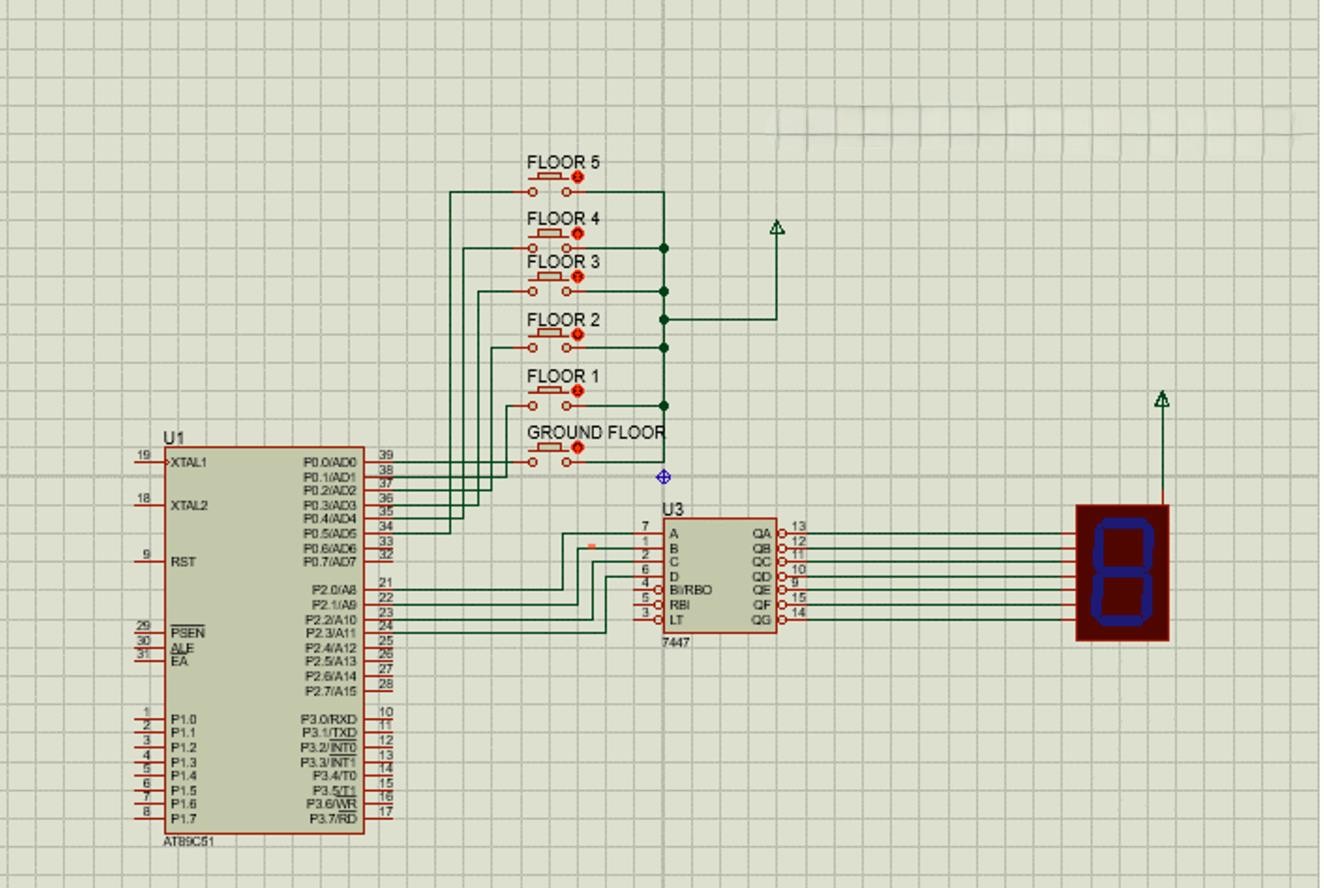 FLOOR 5
FLOOR 4
FLOOR 3
FLOOR 2
FLOOR 1
GROUND FLOOR
U1
19 XTAL1
18 XTAL2
9 RST
29 PSEN
30 ALE
31 EA
1 P1.0
2 P1.1
3 P1.2
4 P1.3
5 P1.4
6 P1.5
7 P1.6
8 P1.7
P0.0/AD0 39
P0.1/AD1 38
P0.2/AD2 37
P0.3/AD3 36
P0.4/AD4 35
P0.5/AD5 34
P0.6/AD6 33
P0.7/AD7 32
P2.0/A8 21
P2.1/A9 22
P2.2/A10 23
P2.3/A11 24
P2.4/A12 25
P2.5/A13 26
P2.6/A14 27
P2.7/A15 28
P3.0/RXD 10
P3.1/TXD 11
P3.2/INT0 12
P3.3/INT1 13
P3.4/T0 14
P3.5/T1 15
P3.6/WR 16
P3.7/RD 17
AT89C51
U3
7 A
1 B
2 C
6 D
4 BI/RBO
5 RBI
3 LT
QA 13
QB 12
QC 11
QD 10
QE 9
QF 15
QG 14
7447